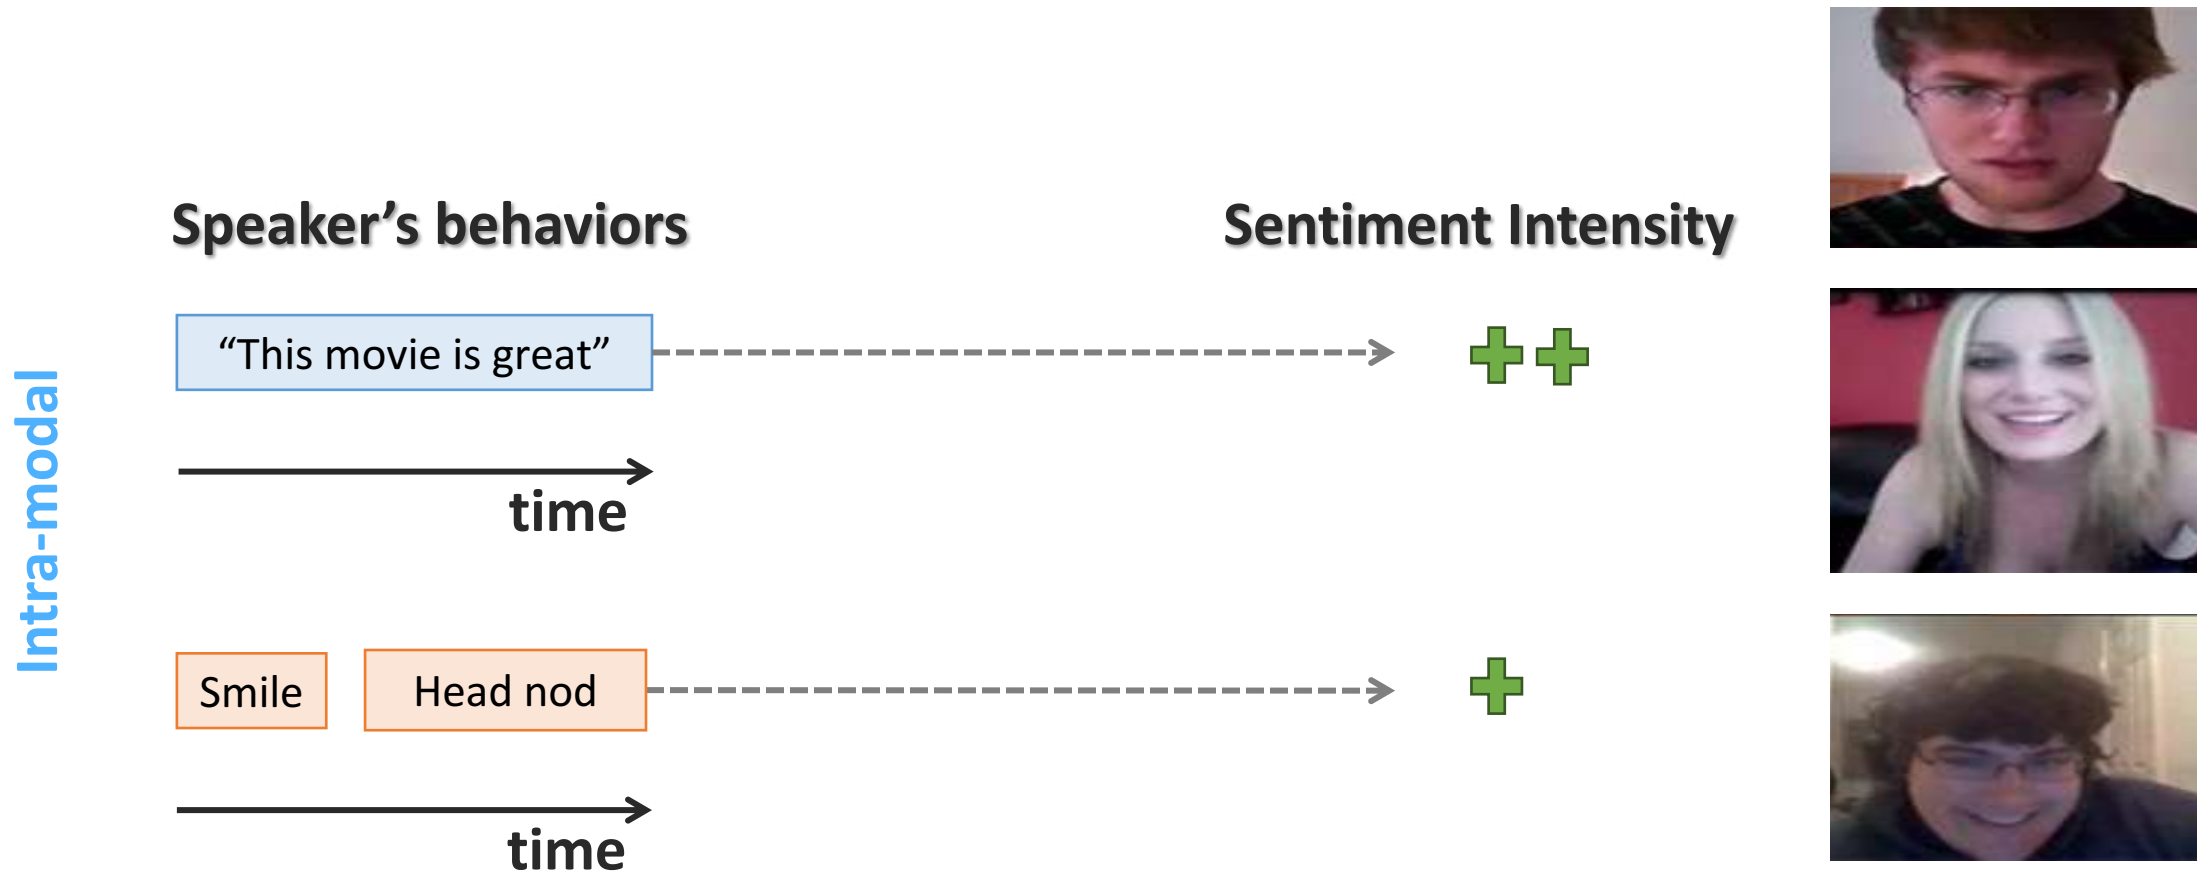 Speaker’s behaviors
Sentiment Intensity
Intra-modal
“This movie is great”
time
Smile
Head nod
time